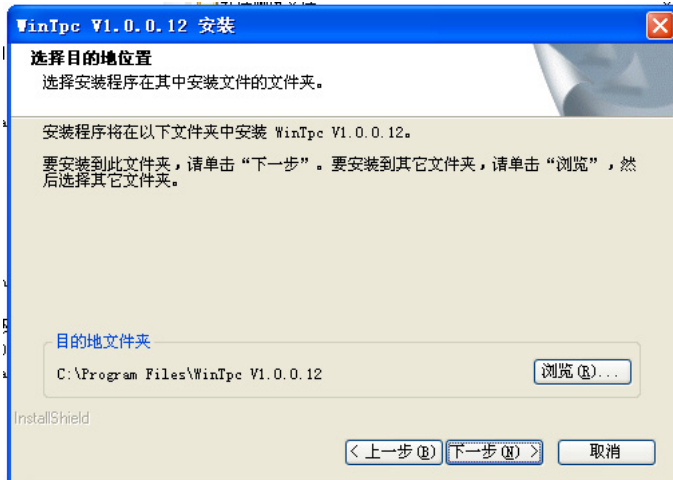 WinTpc V1.0.0.12 安装
选择目的地位置
选择安装程序在其中安装文件的文件夹。
安装程序将在以下文件夹中安装 WinTpc V1.0.0.12。
要安装到此文件夹，请单击“下一步”。要安装到其它文件夹，请单击“浏览”，然
后选择其它文件夹。
目的地文件夹
C:\Program Files\WinTpc V1.0.0.12
浏览(R)...
InstallShield
< 上一步(B)
下一步(N) >
取消